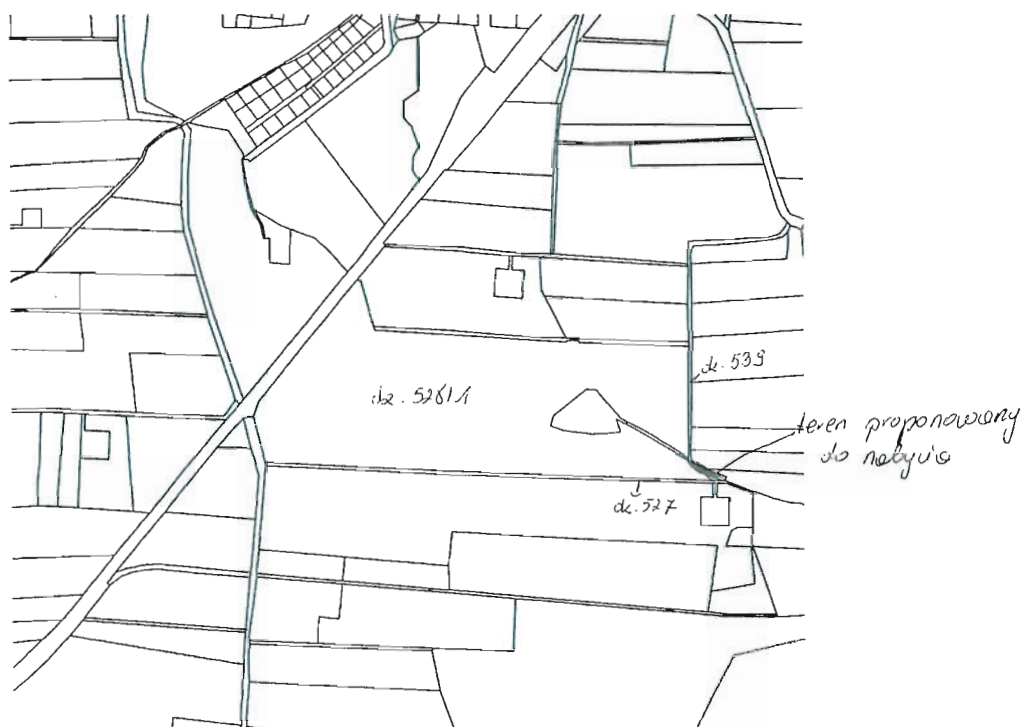 dz. 539
dz. 526/1
teren proponowany
do nabycia
dz. 527